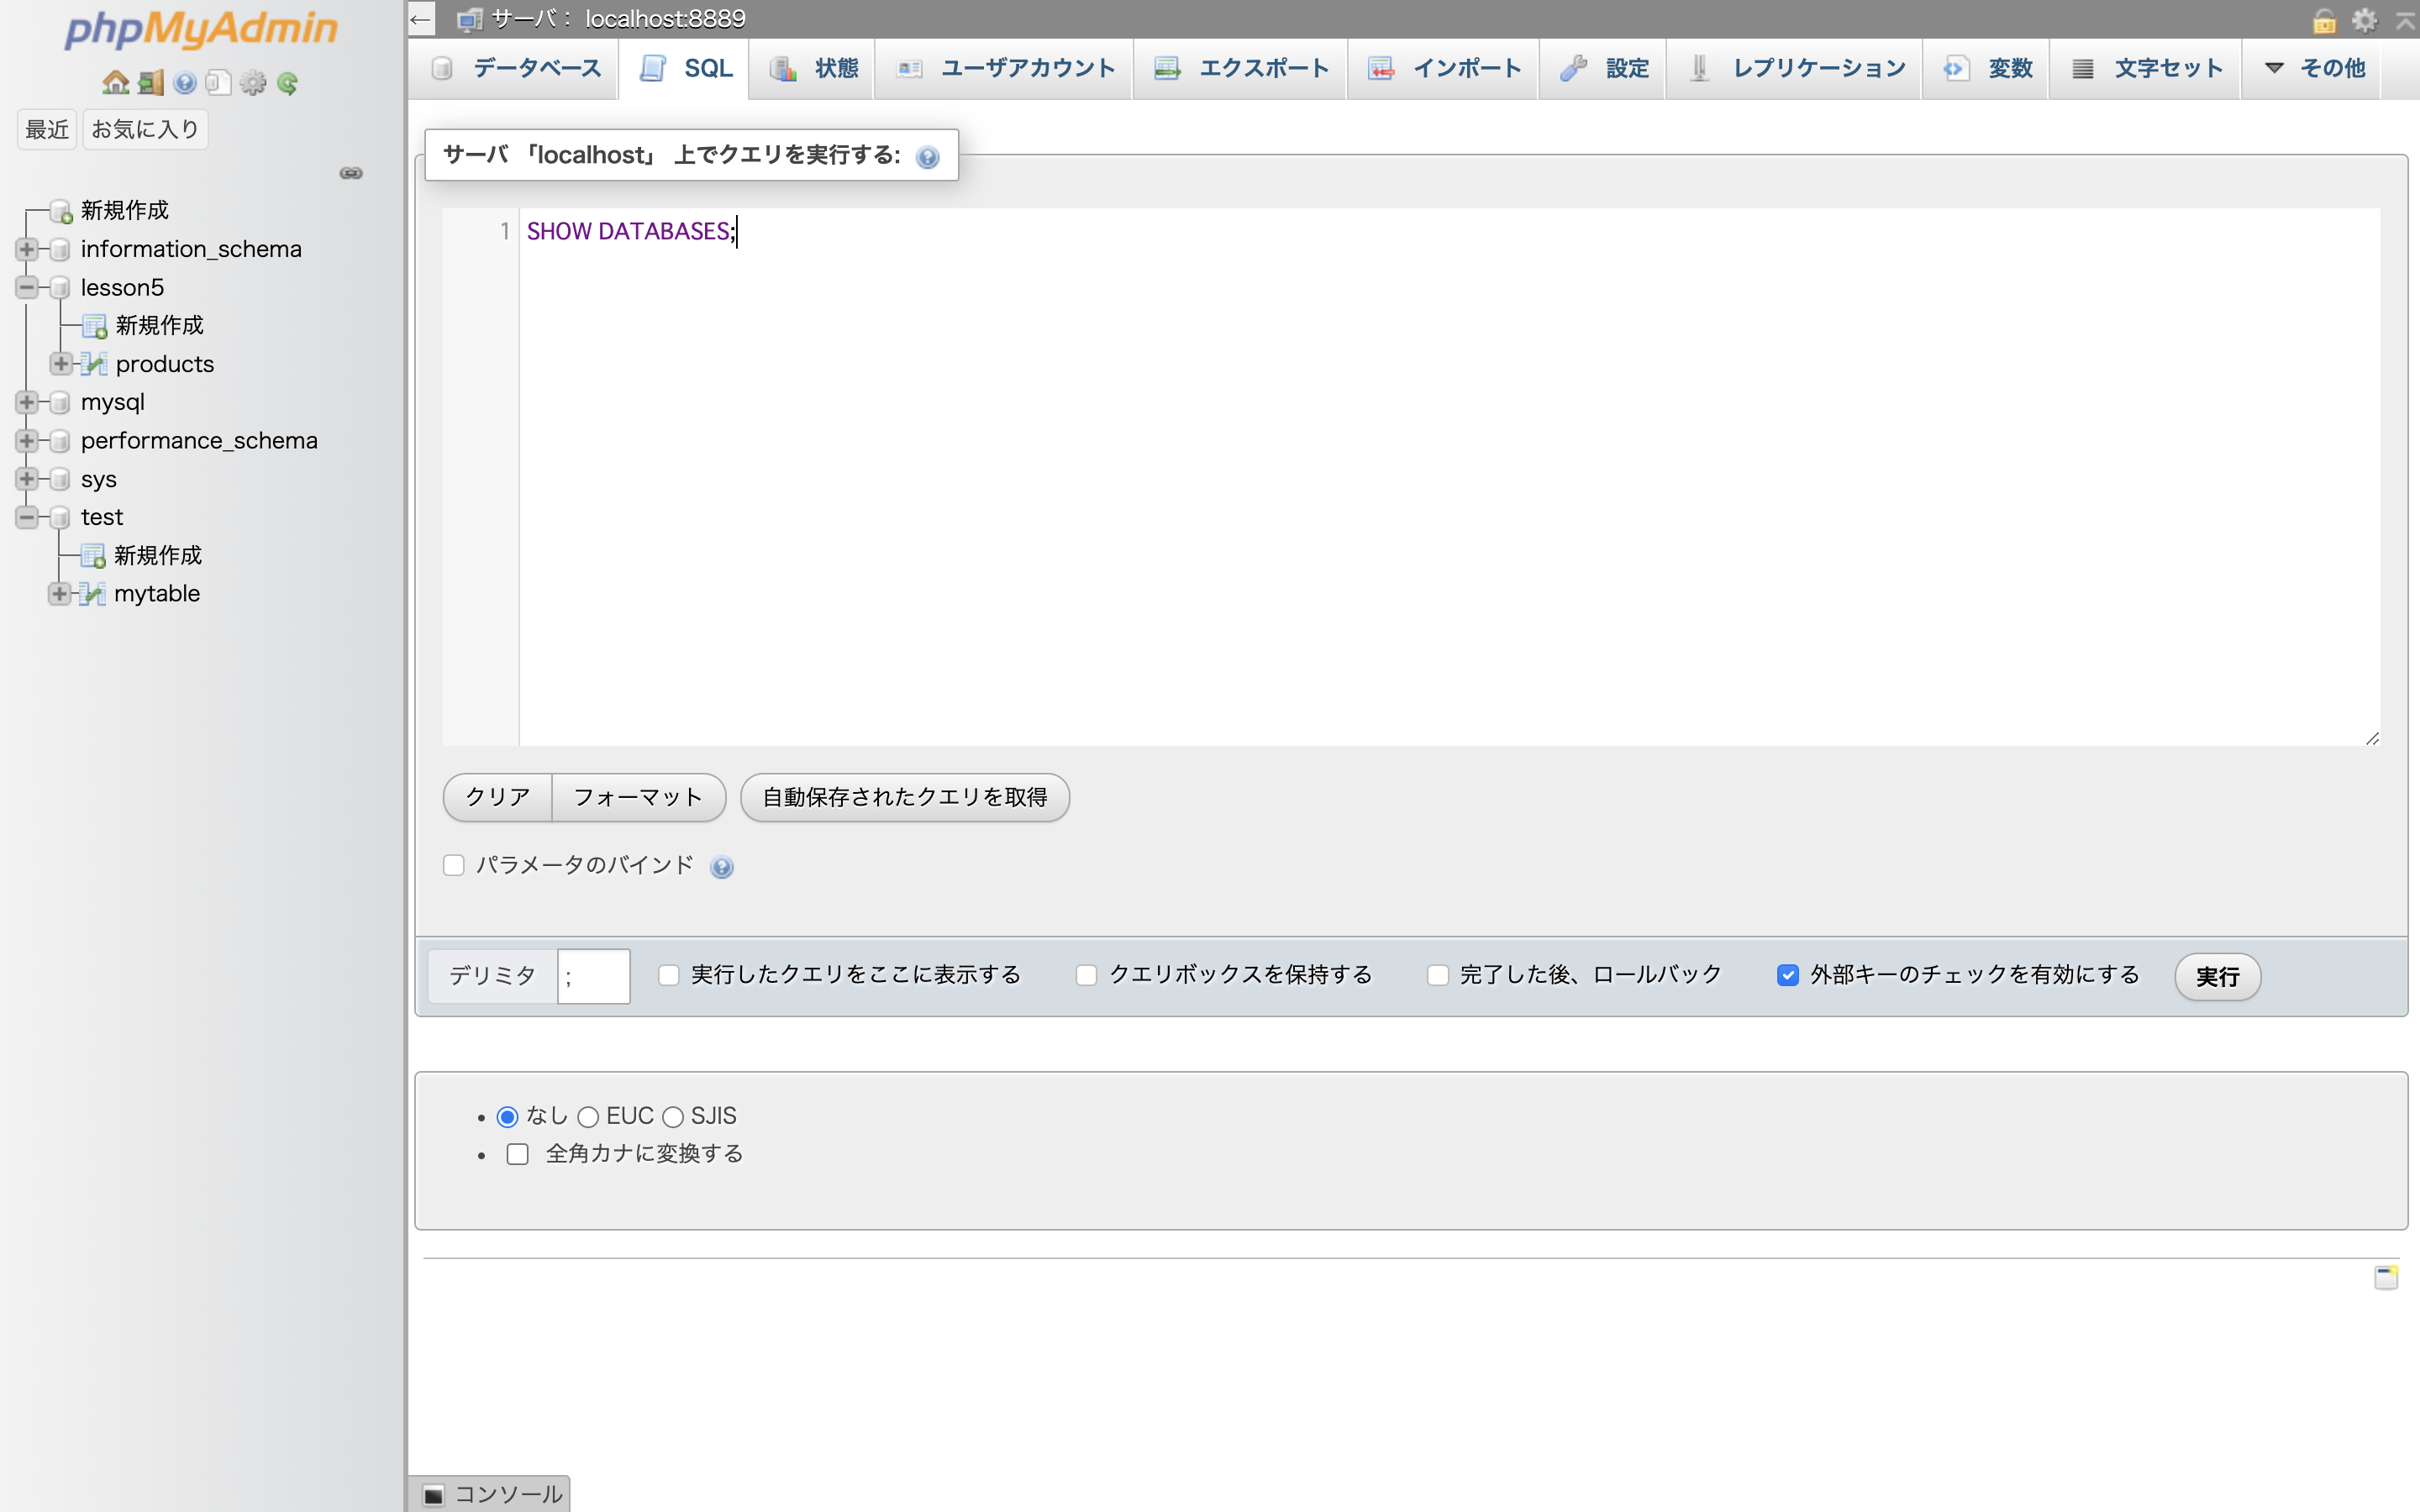 phpMyAdmin
最近 お気に入り
新規作成
information_schema
lesson5
新規作成
products
mysql
performance_schema
sys
test
新規作成
mytable
← サーバ： localhost:8889
データベース SQL 状態 ユーザアカウント エクスポート インポート 設定 レプリケーション 変数 文字セット その他
サーバ 「localhost」 上でクエリを実行する:
1 SHOW DATABASES;
クリア フォーマット 自動保存されたクエリを取得
パラメータのバインド
デリミタ ; 実行したクエリをここに表示する クエリボックスを保持する 完了した後、ロールバック 外部キーのチェックを有効にする 実行
• なし EUC SJIS
• 全角カナに変換する
コンソール